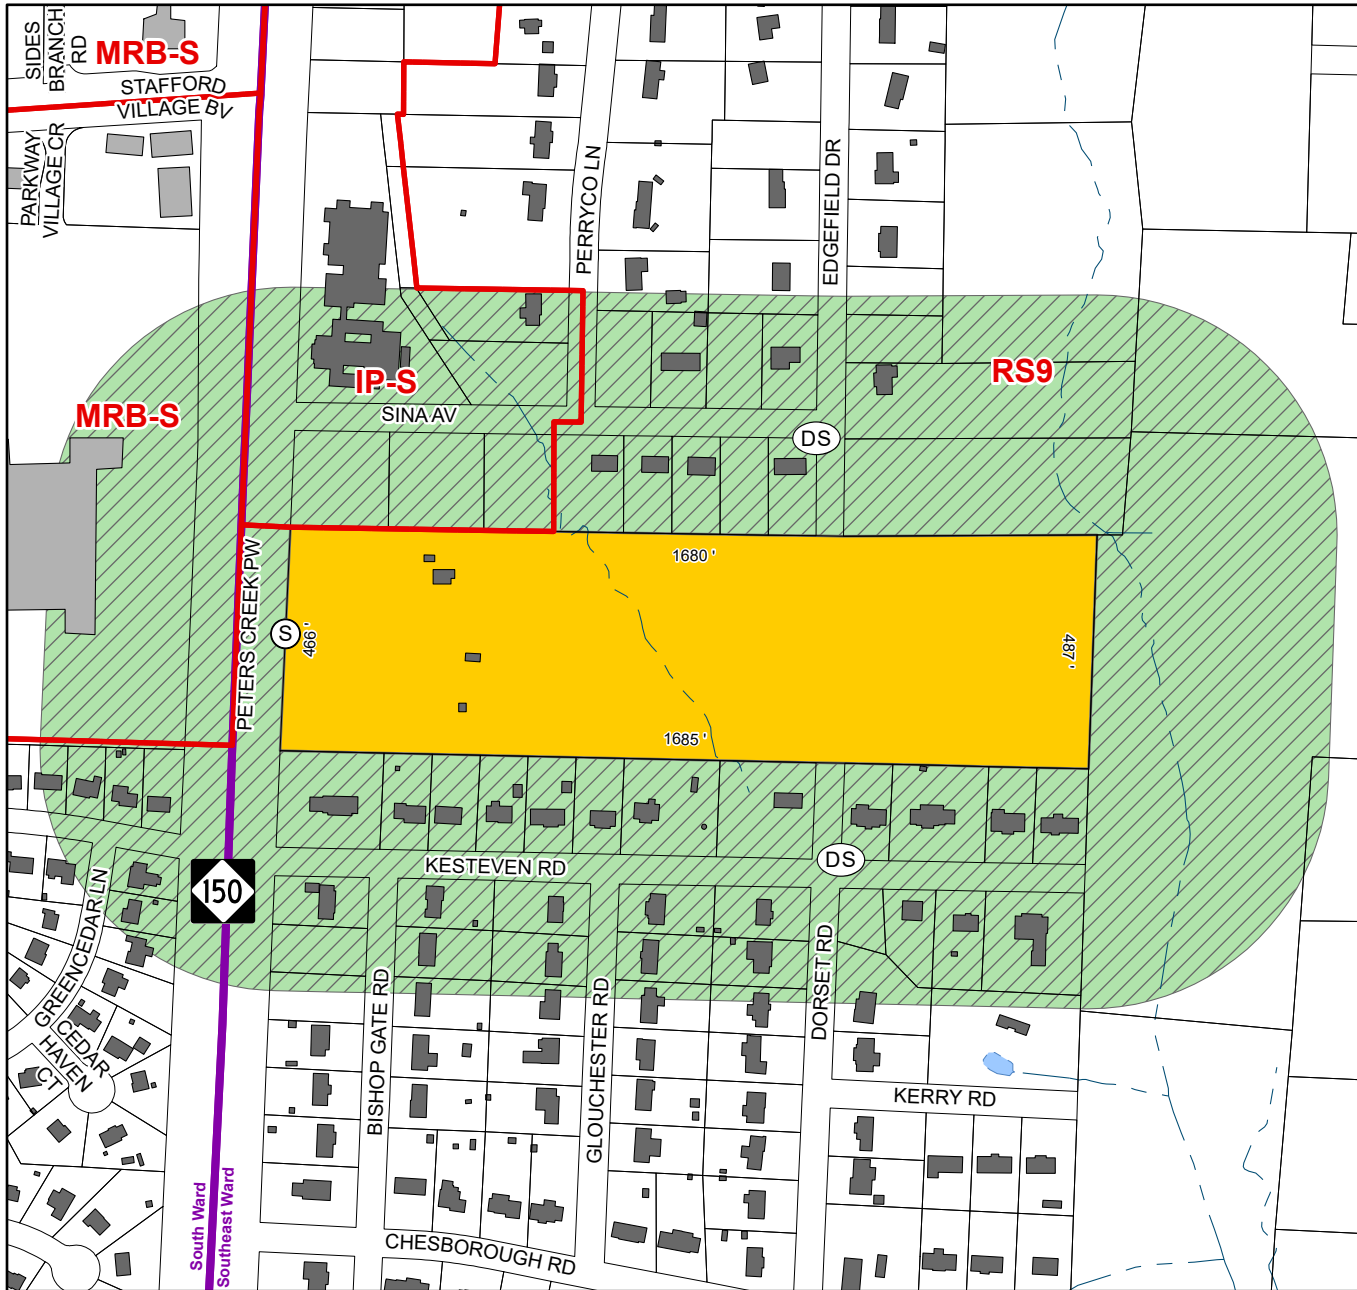 SIDES
BRANCH
RD
MRB-S
STAFFORD
VILLAGE BV
PARKWAY
VILLAGE CR
PERRYCO LN
EDGEFIELD DR
IP-S
RS9
MRB-S
SINA AV
DS
PETERS CREEK PW
S
466 '
1680 '
487 '
1685 '
KESTEVEN RD
DS
150
GREENCEDAR LN
CEDAR
HAVEN
CT
BISHOP GATE RD
GLOUCHESTER RD
DORSET RD
KERRY RD
CHESBOROUGH RD
South Ward
Southeast Ward